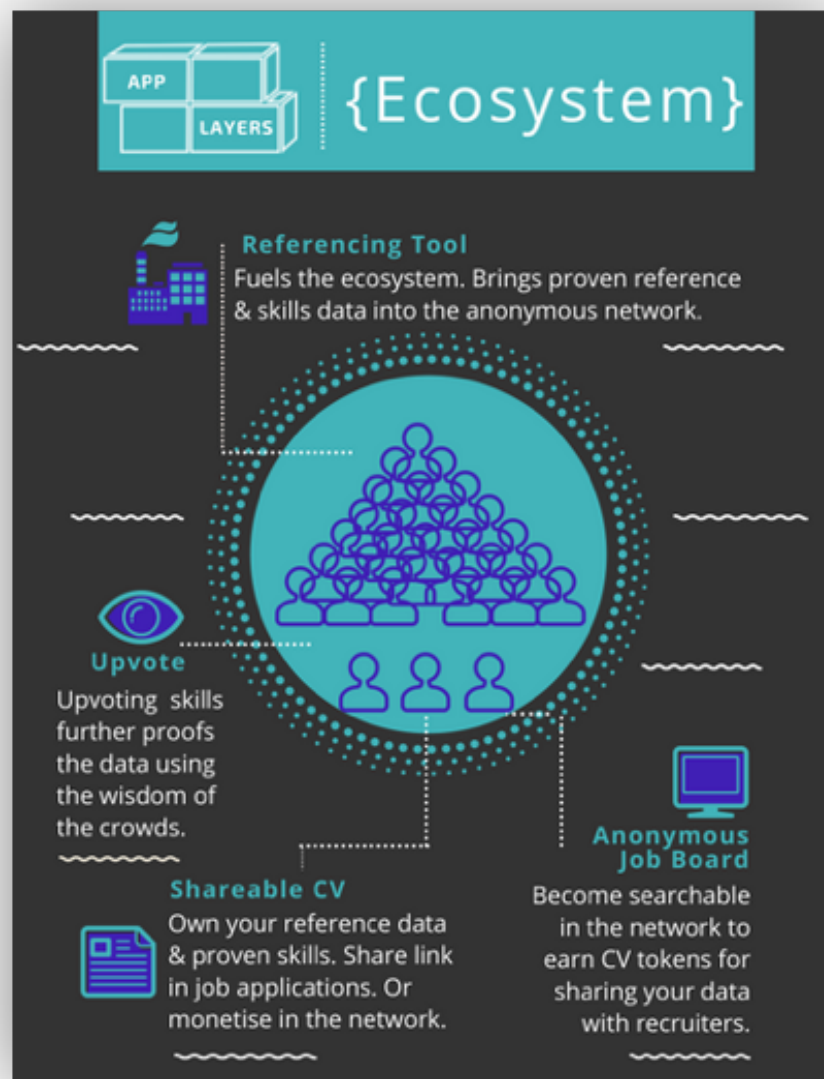 APP
LAYERS
{Ecosystem}
Referencing Tool
Fuels the ecosystem. Brings proven reference
& skills data into the anonymous network.
Upvote
Upvoting skills
further proofs
the data using
the wisdom of
the crowds.
Anonymous
Job Board
Become searchable
in the network to
earn CV tokens for
sharing your data
with recruiters.
Shareable CV
Own your reference data
& proven skills. Share link
in job applications. Or
monetise in the network.